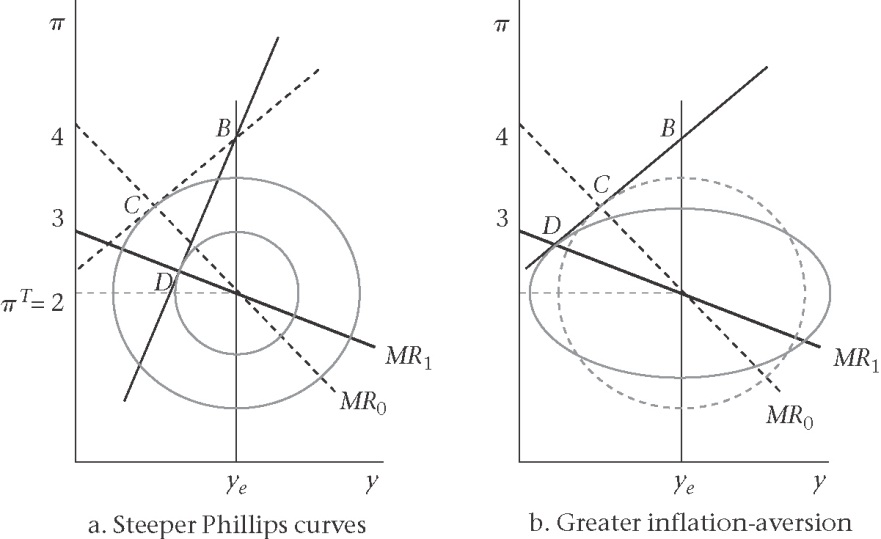 π
4
B
C
3
D
π^T = 2
MR₁
MR₀
yₑ
y
a. Steeper Phillips curves
π
4
B
C
3
D
MR₁
MR₀
yₑ
y
b. Greater inflation-aversion